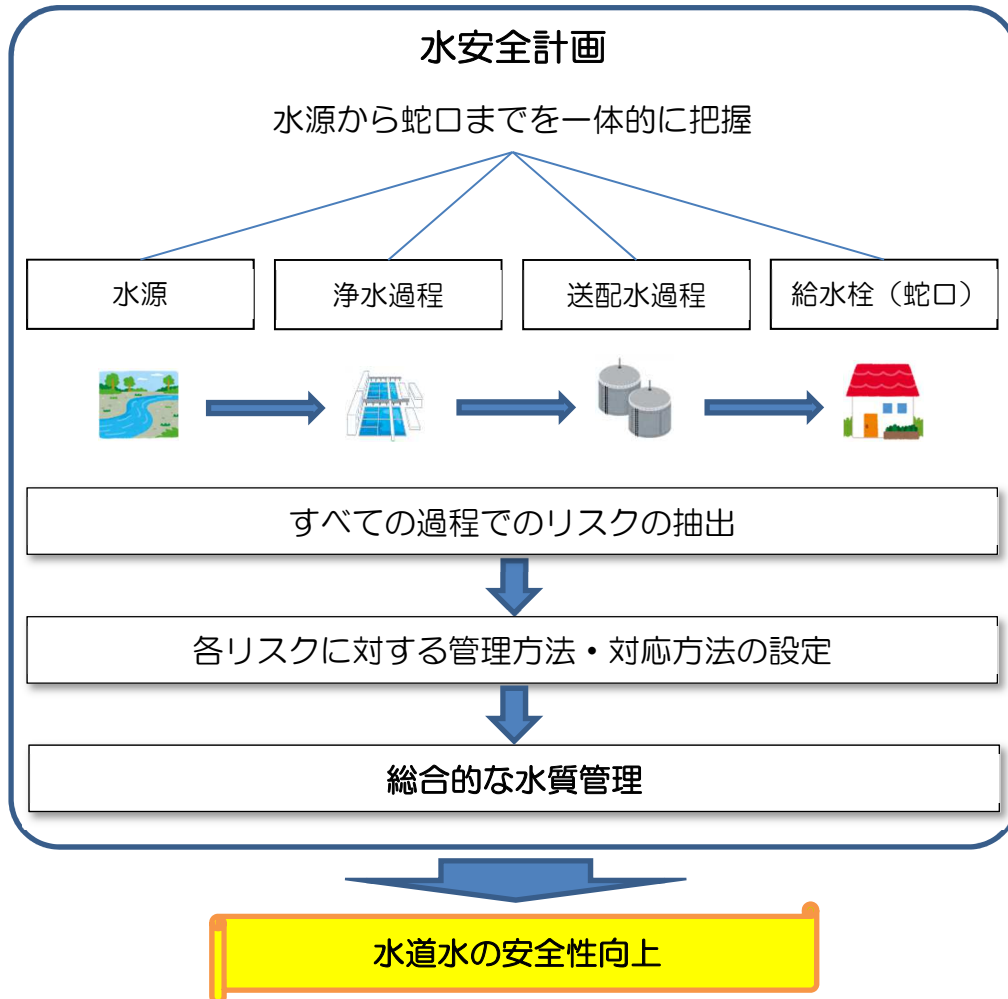 水安全計画
水源から蛇口までを一体的に把握
水源
浄水過程
送配水過程
給水栓（蛇口）
すべての過程でのリスクの抽出
各リスクに対する管理方法・対応方法の設定
総合的な水質管理
水道水の安全性向上